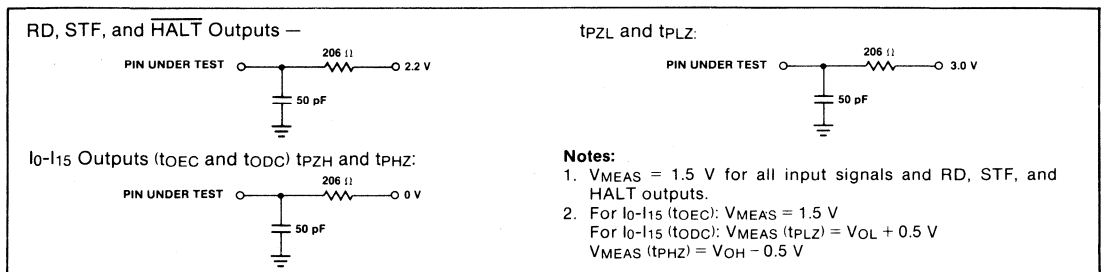 RD, STF, and HALT Outputs —
206 Ω
PIN UNDER TEST
2.2 V
50 pF
I0-I15 Outputs (tOEC and tODC) tPZH and tPHZ:
206 Ω
PIN UNDER TEST
0 V
50 pF
tPZL and tPLZ:
206 Ω
PIN UNDER TEST
3.0 V
50 pF
Notes:
1. VMEAS = 1.5 V for all input signals and RD, STF, and
HALT outputs.
2. For I0-I15 (tOEC): VMEAS = 1.5 V
For I0-I15 (tODC): VMEAS (tPLZ) = VOL + 0.5 V
VMEAS (tPHZ) = VOH − 0.5 V